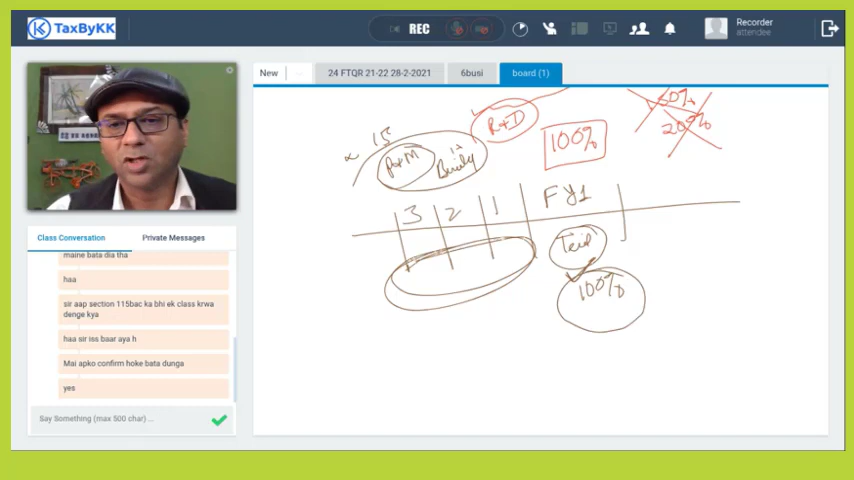 TaxByKK
REC
Recorder
attendee
New
24 FTQR 21-22 28-2-2021
6busi
board (1)
Class Conversation
Private Messages
maine bata dia tha
haa
sir aap section 115bac ka bhi ek class krwa
denge kya
haa sir iss baar aya h
Mai apko confirm hoke bata dunga
yes
Say Something (max 500 char) ...
15
R&D
100%
200%
P&M
3
2
1
FY1
100%